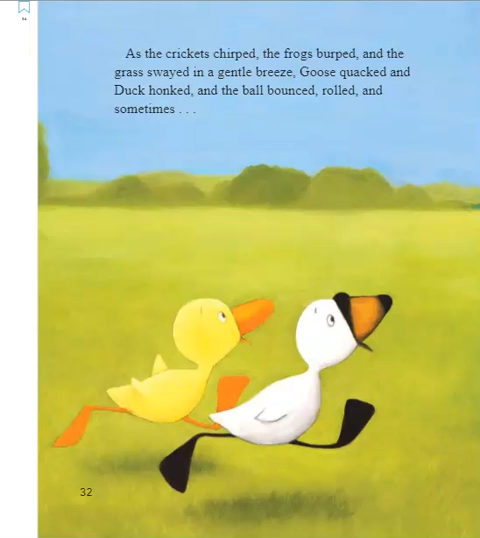 As the crickets chirped, the frogs burped, and the
grass swayed in a gentle breeze, Goose quacked and
Duck honked, and the ball bounced, rolled, and
sometimes . . .
32